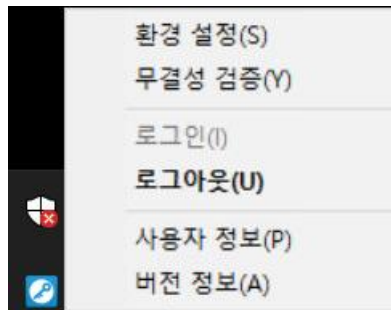 환경 설정(S)
무결성 검증(Y)
로그인(I)
로그아웃(U)
사용자 정보(P)
버전 정보(A)